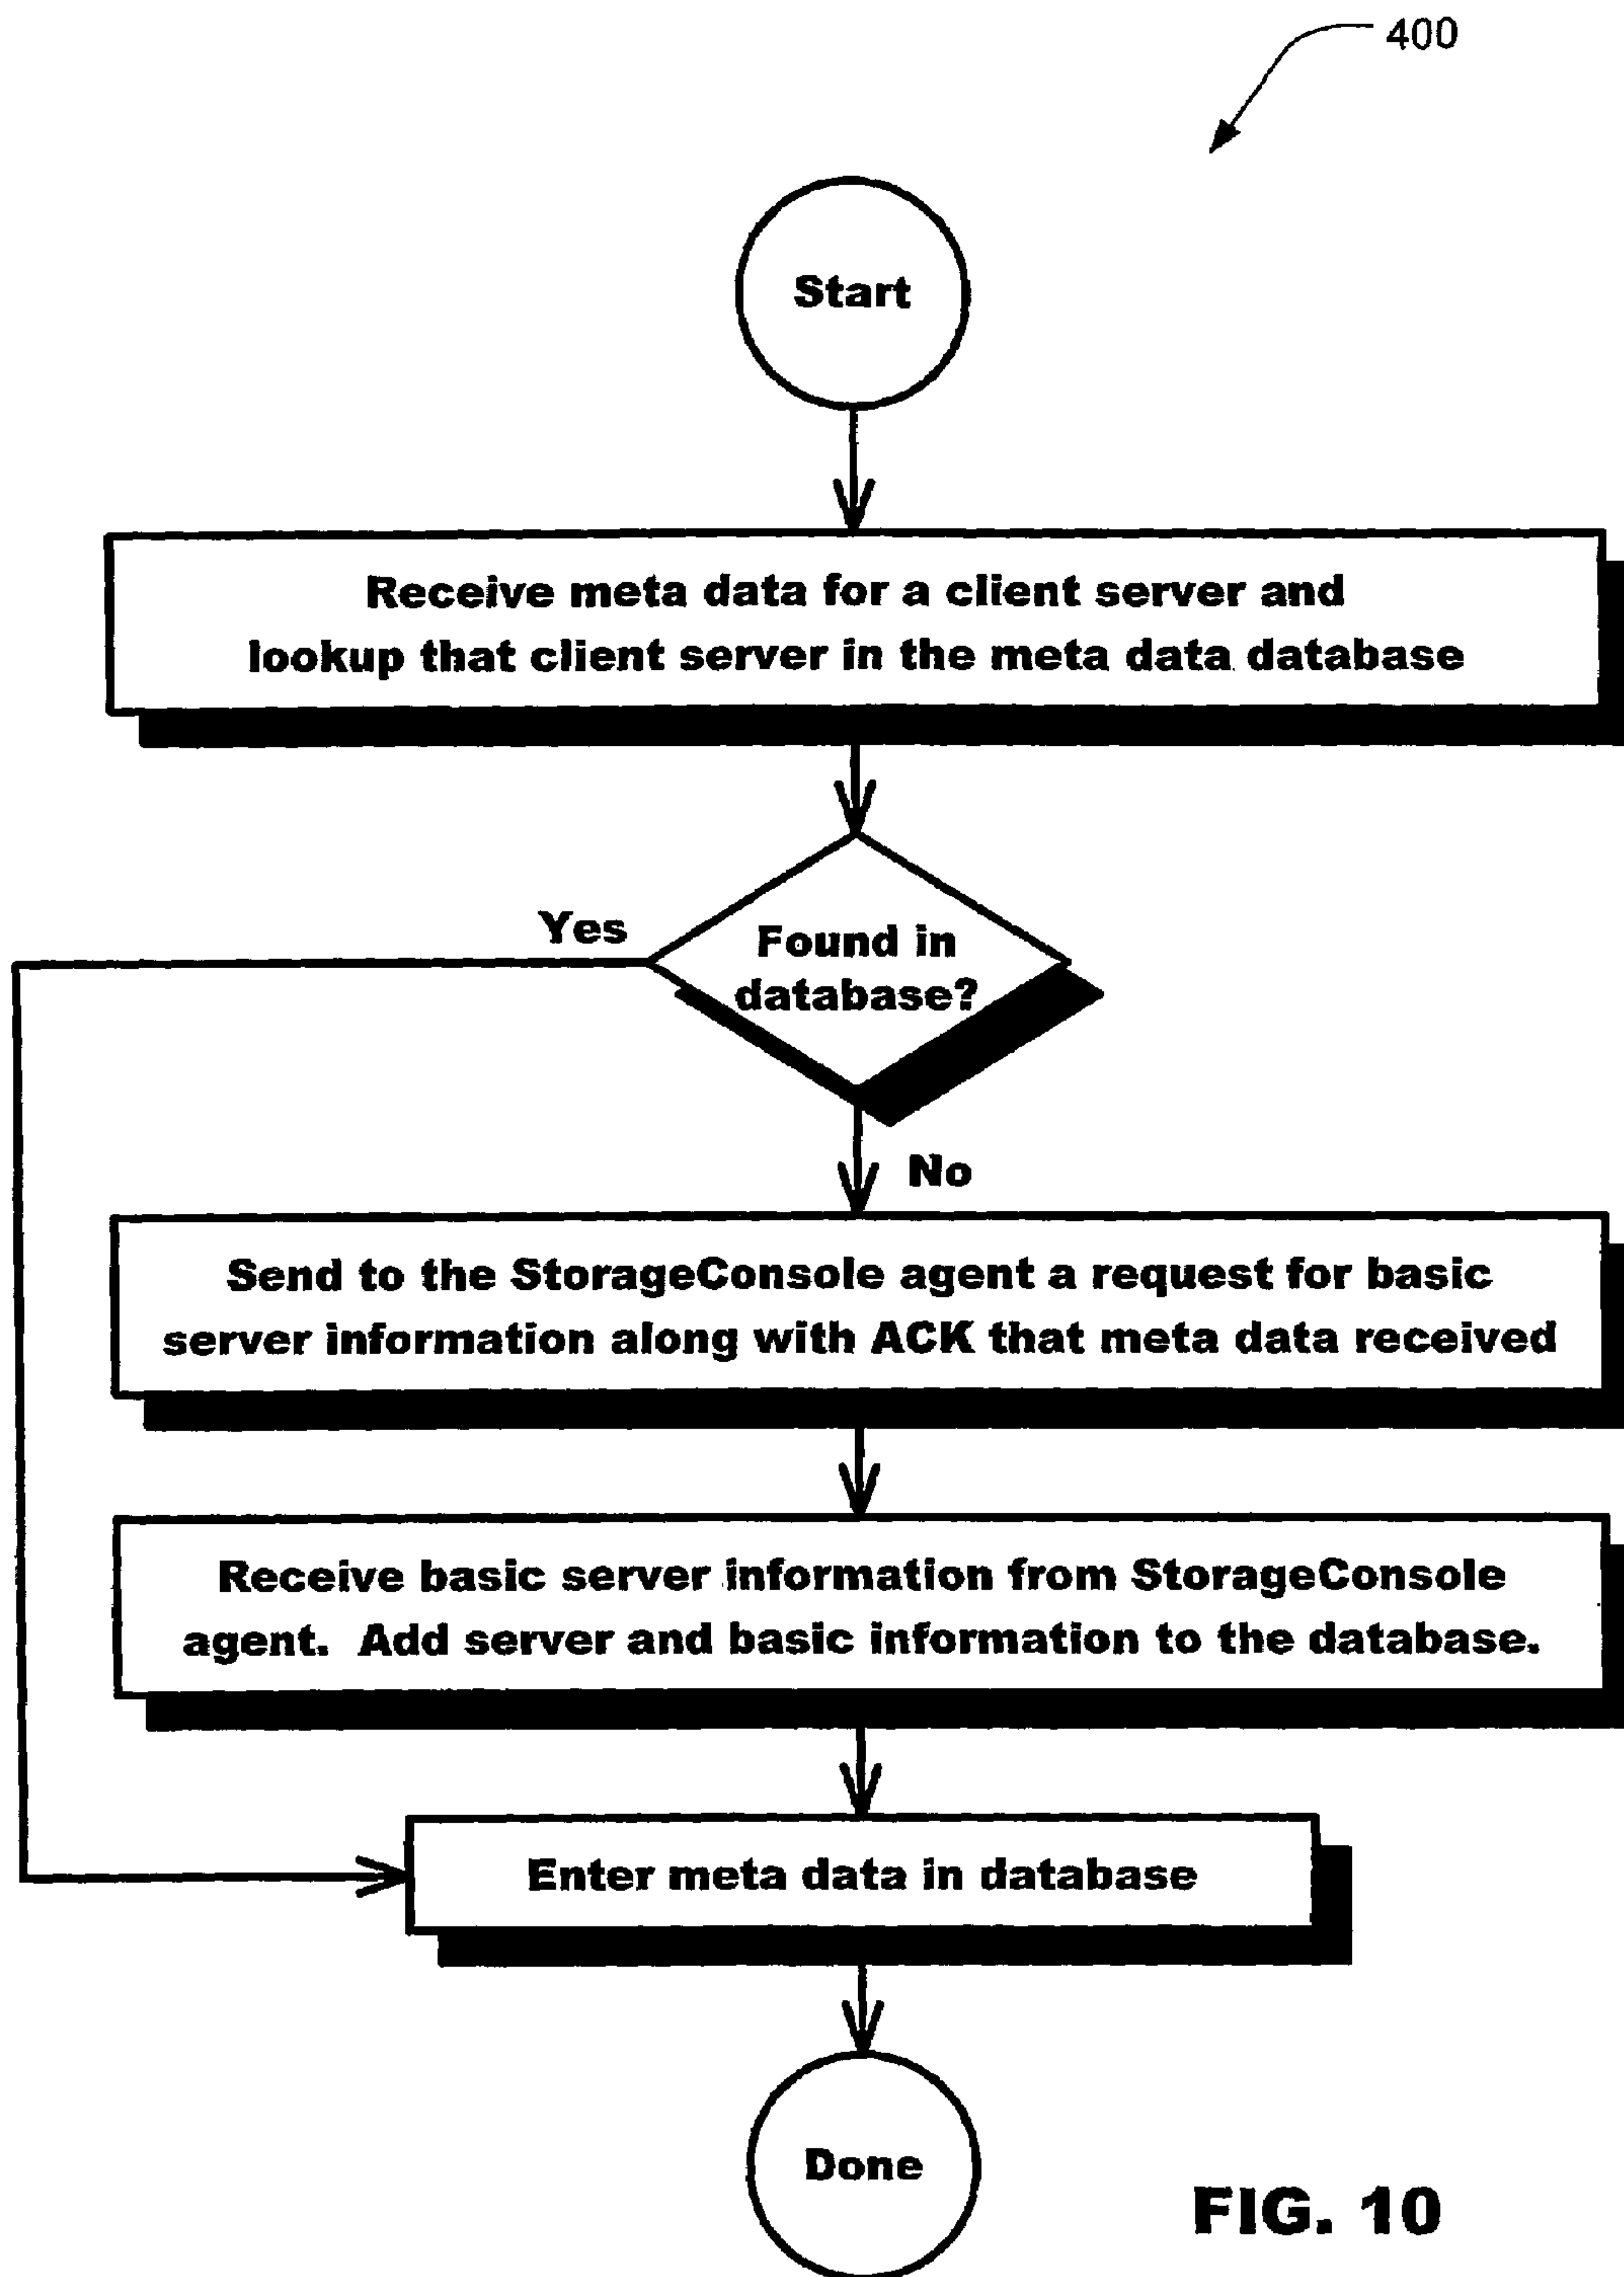 400
Start
Receive meta data for a client server and
lookup that client server in the meta data database
Found in
database?
Yes
No
Send to the StorageConsole agent a request for basic
server information along with ACK that meta data received
Receive basic server information from StorageConsole
agent. Add server and basic information to the database.
Enter meta data in database
Done
FIG. 10